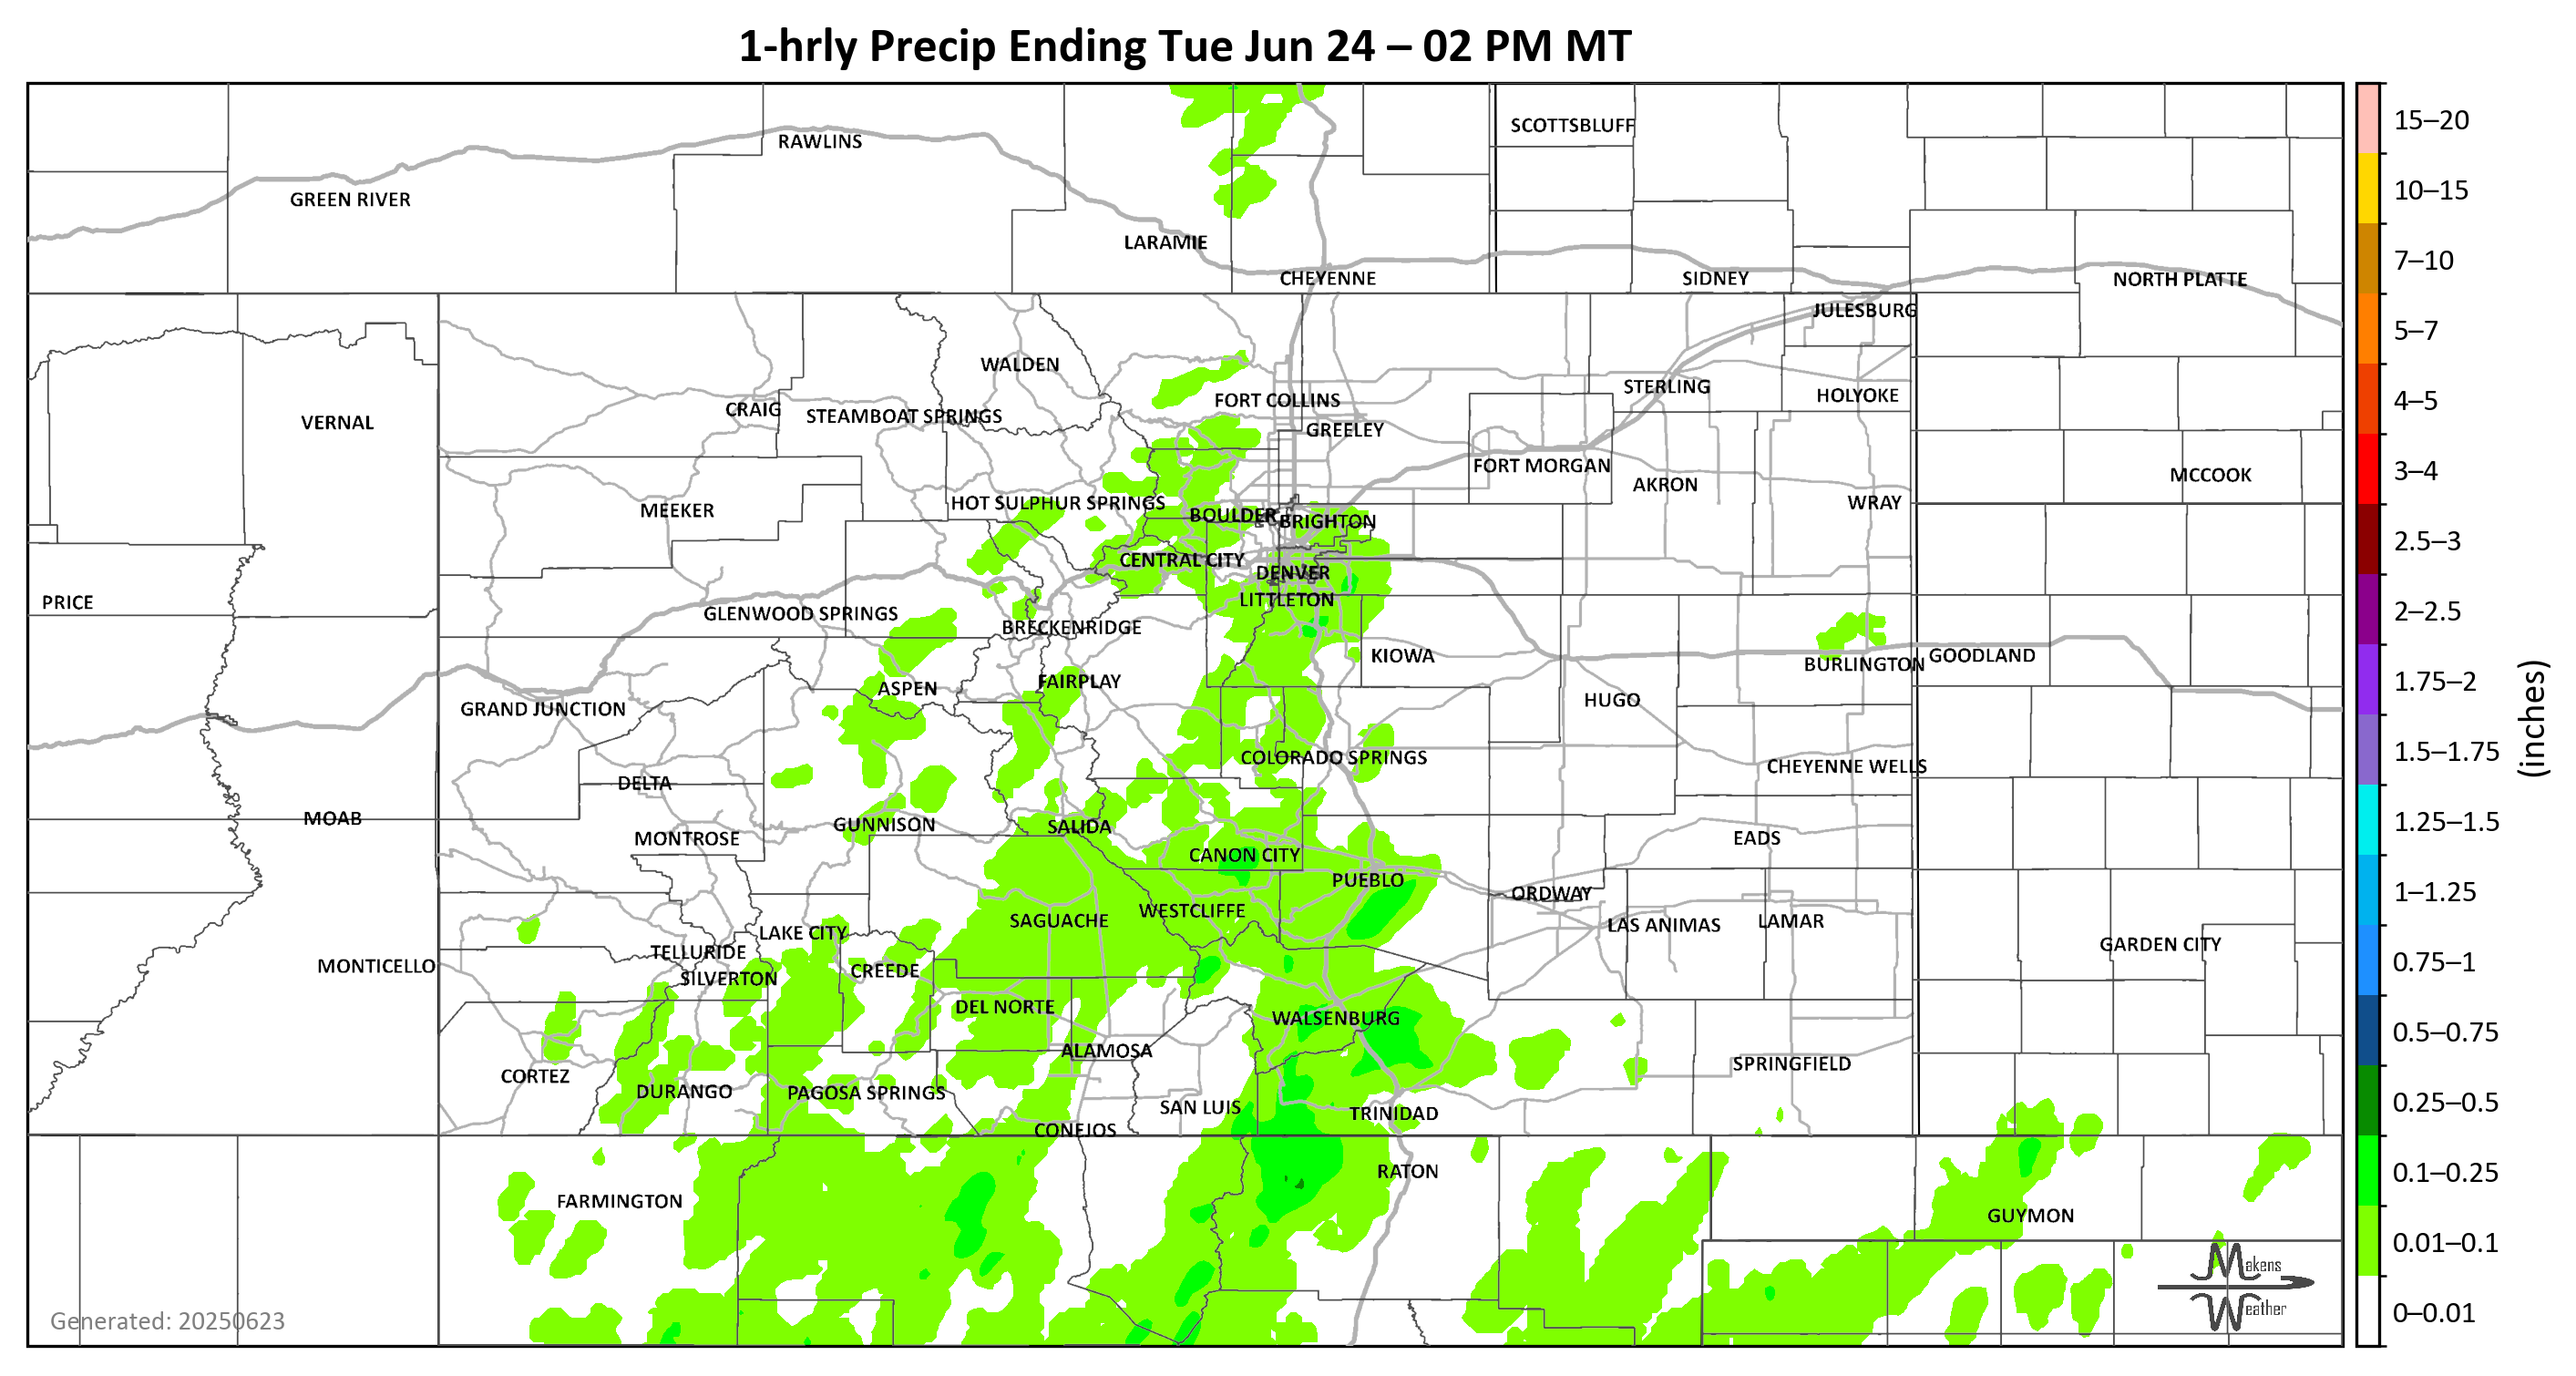 1-hrly Precip Ending Tue Jun 24 – 02 PM MT
SCOTTSBLUFF
RAWLINS
GREEN RIVER
LARAMIE
CHEYENNE
SIDNEY
NORTH PLATTE
JULESBURG
WALDEN
STERLING
HOLYOKE
FORT COLLINS
CRAIG
STEAMBOAT SPRINGS
VERNAL
GREELEY
FORT MORGAN
MCCOOK
AKRON
HOT SULPHUR SPRINGS
WRAY
MEEKER
BOULDER
BRIGHTON
CENTRAL CITY
DENVER
LITTLETON
PRICE
GLENWOOD SPRINGS
BRECKENRIDGE
KIOWA
GOODLAND
BURLINGTON
FAIRPLAY
ASPEN
HUGO
GRAND JUNCTION
COLORADO SPRINGS
CHEYENNE WELLS
DELTA
MOAB
GUNNISON
SALIDA
MONTROSE
EADS
CANON CITY
PUEBLO
ORDWAY
WESTCLIFFE
SAGUACHE
LAS ANIMAS
LAMAR
LAKE CITY
GARDEN CITY
TELLURIDE
MONTICELLO
CREEDE
SILVERTON
DEL NORTE
WALSENBURG
ALAMOSA
SPRINGFIELD
CORTEZ
DURANGO
PAGOSA SPRINGS
SAN LUIS
TRINIDAD
CONEJOS
RATON
FARMINGTON
GUYMON
Makens
Weather
Generated: 20250623
15–20
10–15
7–10
5–7
4–5
3–4
2.5–3
2–2.5
1.75–2
1.5–1.75
1.25–1.5
1–1.25
0.75–1
0.5–0.75
0.25–0.5
0.1–0.25
0.01–0.1
0–0.01
(inches)